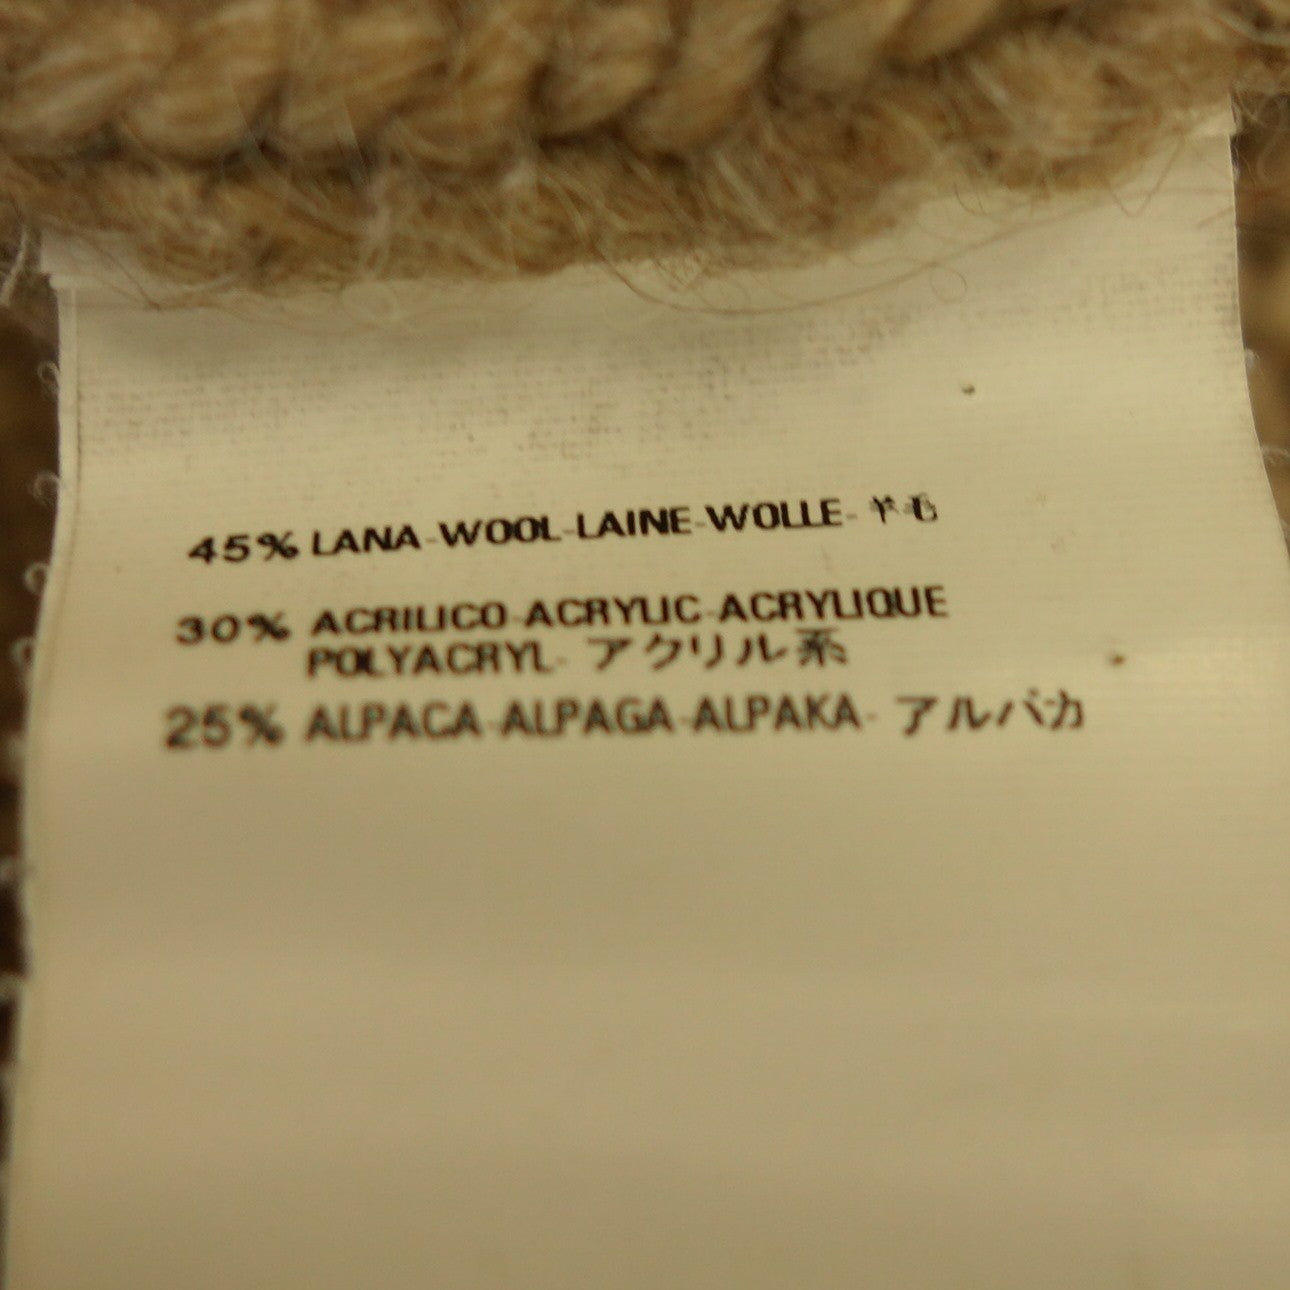 45% LANA-WOOL-LAINE-WOLLE-羊毛
30% ACRILICO-ACRYLIC-ACRYLIQUE
POLYACRYL-アクリル系
25% ALPACA-ALPAGA-ALPAKA-アルパカ